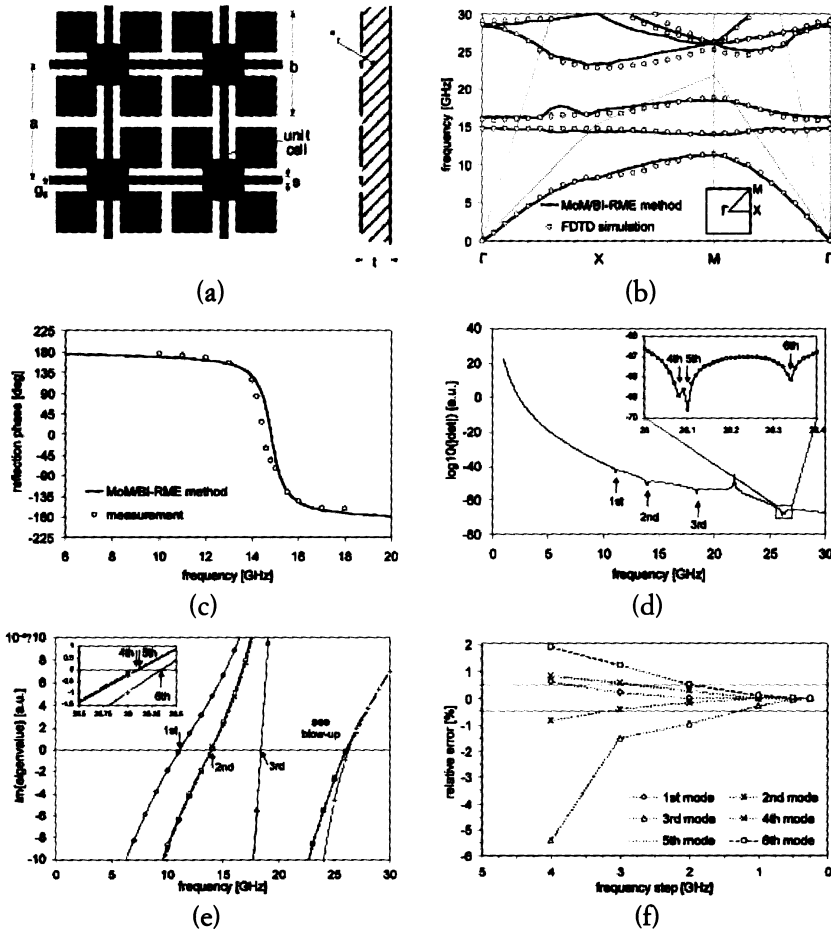 a
b
εr
unit
cell
g
s
t
(a)
frequency [GHz]
30
25
20
15
10
5
0
MoM/BI-RME method
FDTD simulation
M
Γ
X
Γ
X
M
Γ
(b)
reflection phase [deg]
225
180
135
90
45
0
-45
-90
-135
-180
-225
MoM/BI-RME method
measurement
6
8
10
12
14
16
18
20
frequency [GHz]
(c)
log10(|det|) [a.u.]
40
20
0
-20
-40
-60
-80
4th
5th
6th
1st
2nd
3rd
0
5
10
15
20
25
30
frequency [GHz]
(d)
Im(eigenvalue) [a.u.]
10
8
6
4
2
0
-2
-4
-6
-8
-10
4th
5th
6th
1st
2nd
3rd
see
blow-up
0
5
10
15
20
25
30
frequency [GHz]
(e)
relative error [%]
2
1
0
-1
-2
-3
-4
-5
-6
1st mode
2nd mode
3rd mode
4th mode
5th mode
6th mode
5
4
3
2
1
0
frequency step [GHz]
(f)